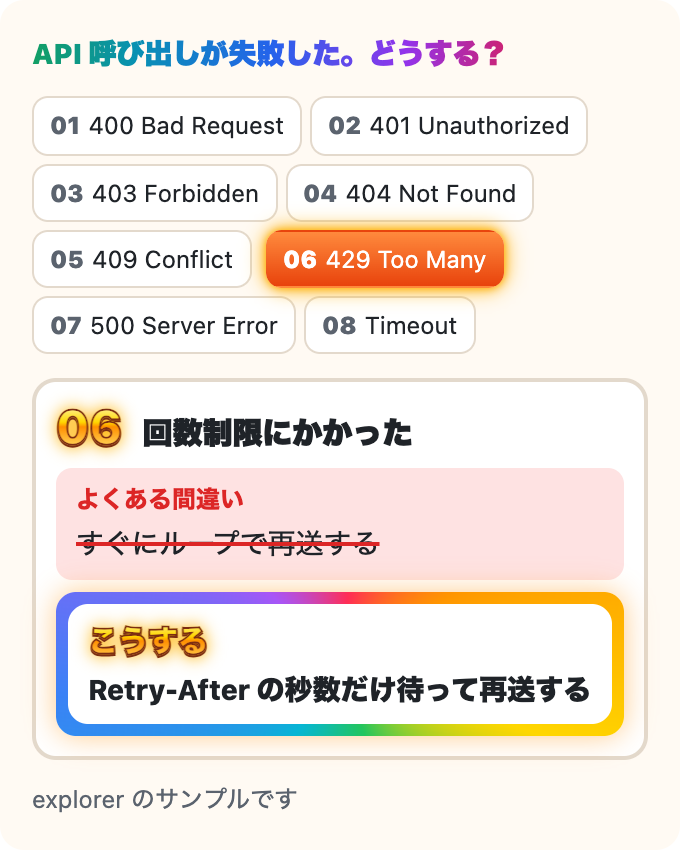 API 呼び出しが失敗した。どうする？
01 400 Bad Request
02 401 Unauthorized
03 403 Forbidden
04 404 Not Found
05 409 Conflict
06 429 Too Many
07 500 Server Error
08 Timeout
06 回数制限にかかった
よくある間違い
すぐにループで再送する
こうする
Retry-After の秒数だけ待って再送する
explorer のサンプルです